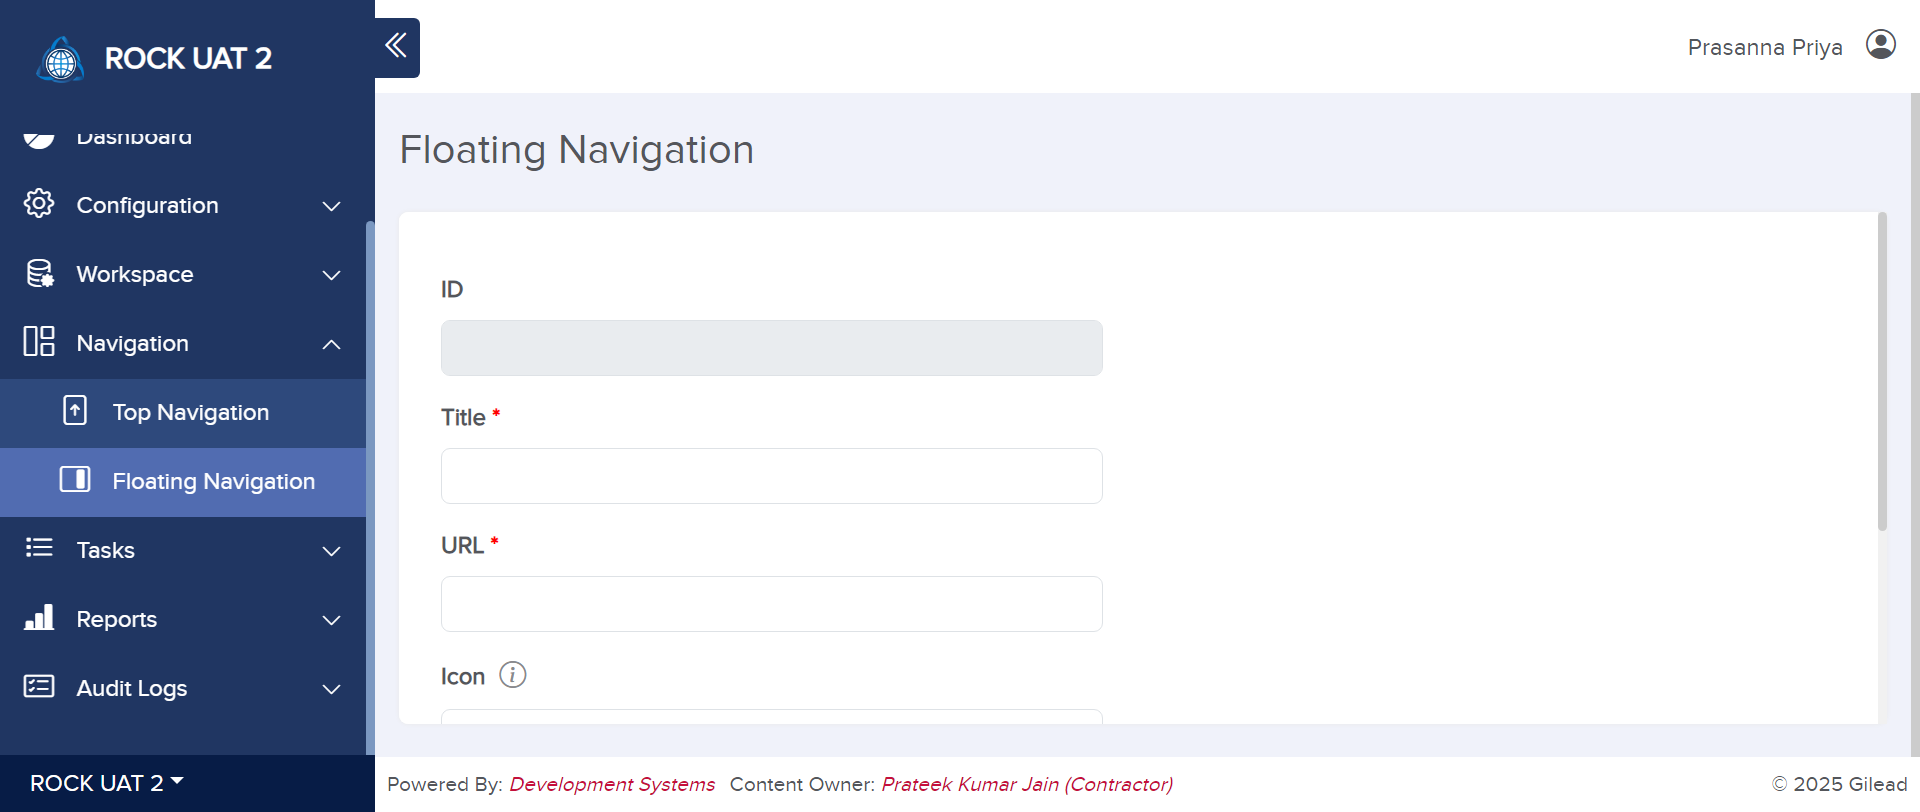 ROCK UAT 2
Prasanna Priya
Dashboard
Configuration
Workspace
Navigation
Top Navigation
Floating Navigation
Tasks
Reports
Audit Logs
ROCK UAT 2
Floating Navigation
ID
Title *
URL *
Icon i
Powered By: Development Systems Content Owner: Prateek Kumar Jain (Contractor)
© 2025 Gilead